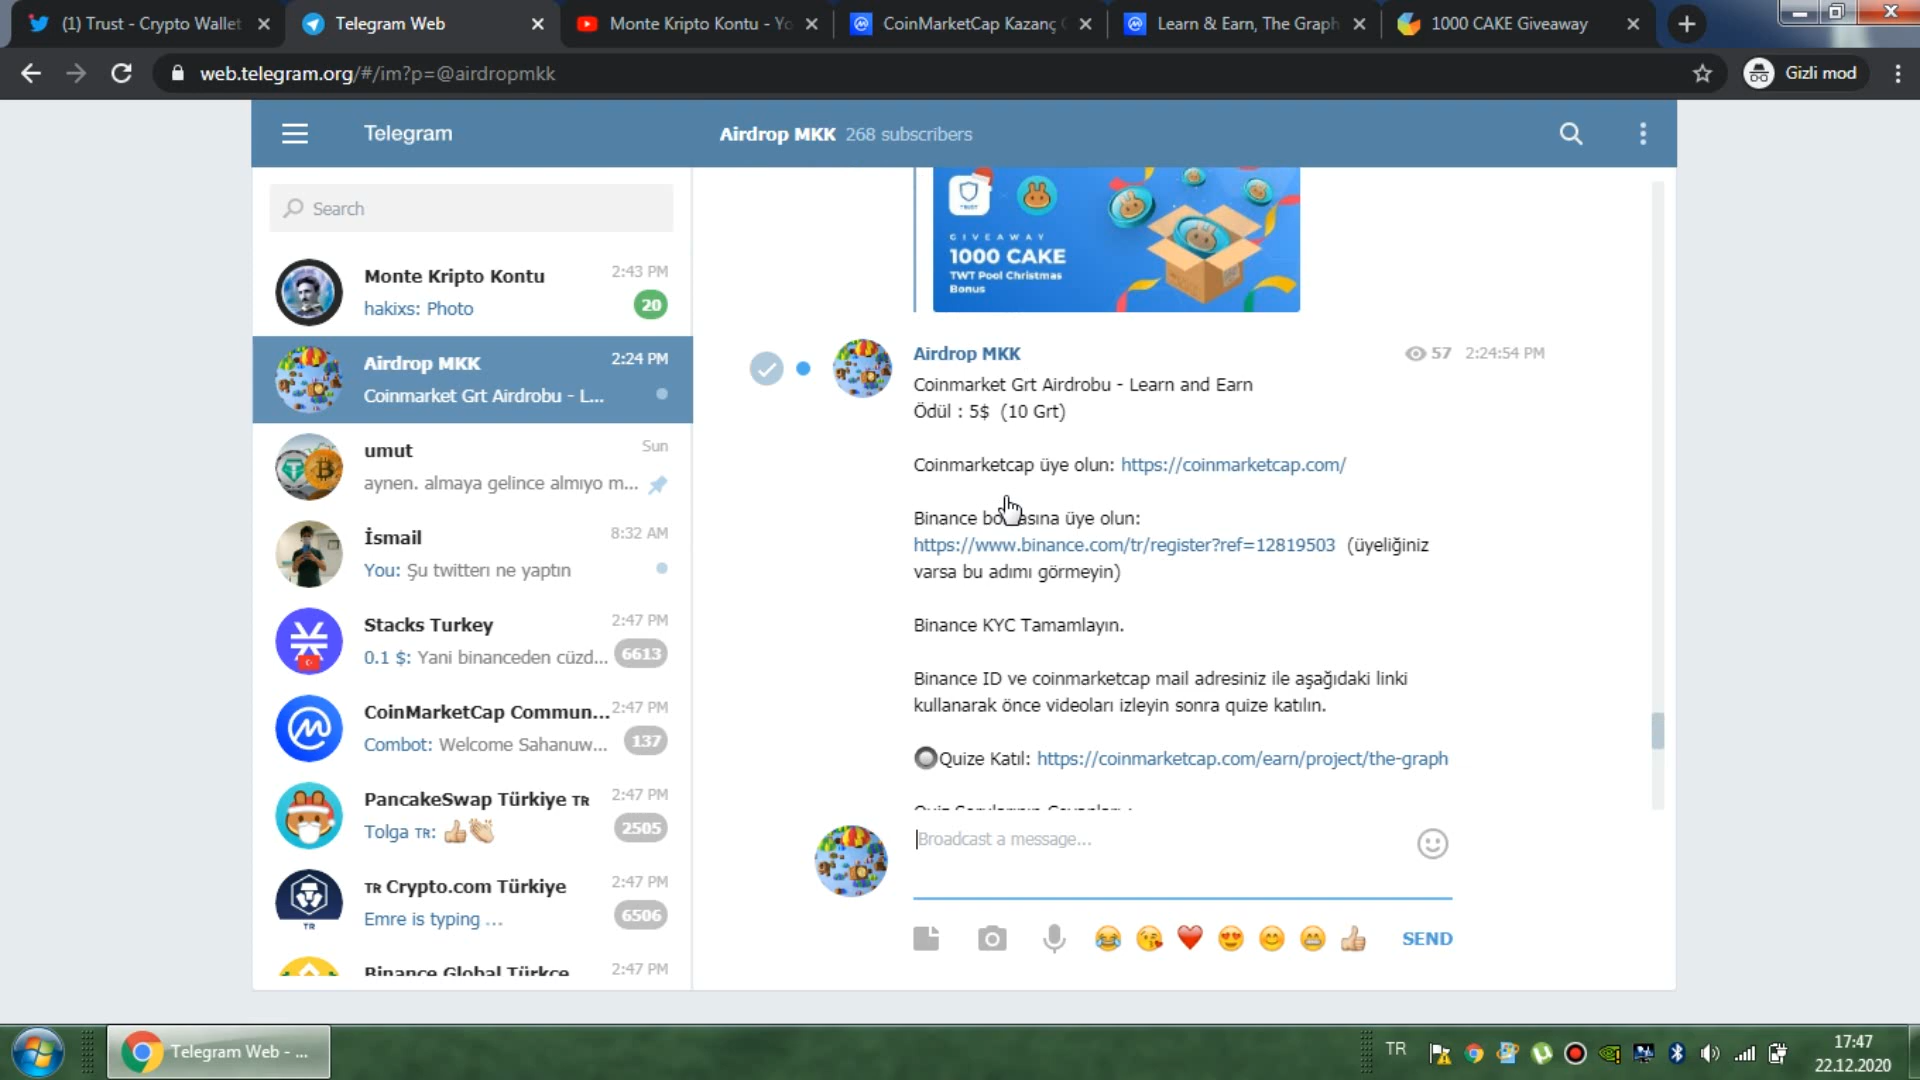 (1) Trust - Crypto Wallet
Telegram Web
Monte Kripto Kontu - Yo
CoinMarketCap Kazanç
Learn & Earn, The Graph
1000 CAKE Giveaway
web.telegram.org/#/im?p=@airdropmkk
Gizli mod
Telegram
Airdrop MKK 268 subscribers
Search
Monte Kripto Kontu 2:43 PM
hakixs: Photo 20
Airdrop MKK 2:24 PM
Coinmarket Grt Airdrobu - L...
umut Sun
aynen. almaya gelince almıyo m...
İsmail 8:32 AM
You: Şu twitterı ne yaptın
Stacks Turkey 2:47 PM
0.1 $: Yani binanceden cüzd... 6613
CoinMarketCap Commun... 2:47 PM
Combot: Welcome Sahanuw... 137
PancakeSwap Türkiye TR 2:47 PM
Tolga TR: 👍🏻👏🏻 2505
TR Crypto.com Türkiye 2:47 PM
Emre is typing ... 6506
Binance Global Türkçe 2:47 PM
GIVEAWAY
1000 CAKE
TWT Pool Christmas
Bonus
Airdrop MKK 57 2:24:54 PM
Coinmarket Grt Airdrobu - Learn and Earn
Ödül : 5$ (10 Grt)
Coinmarketcap üye olun: https://coinmarketcap.com/
Binance borsasına üye olun:
https://www.binance.com/tr/register?ref=12819503 (üyeliğiniz
varsa bu adımı görmeyin)
Binance KYC Tamamlayın.
Binance ID ve coinmarketcap mail adresiniz ile aşağıdaki linki
kullanarak önce videoları izleyin sonra quize katılın.
🔘Quize Katıl: https://coinmarketcap.com/earn/project/the-graph
Broadcast a message...
😂 😘 ❤️ 😍 😊 😁 👍🏻 SEND
Telegram Web - ...
TR
17:47
22.12.2020